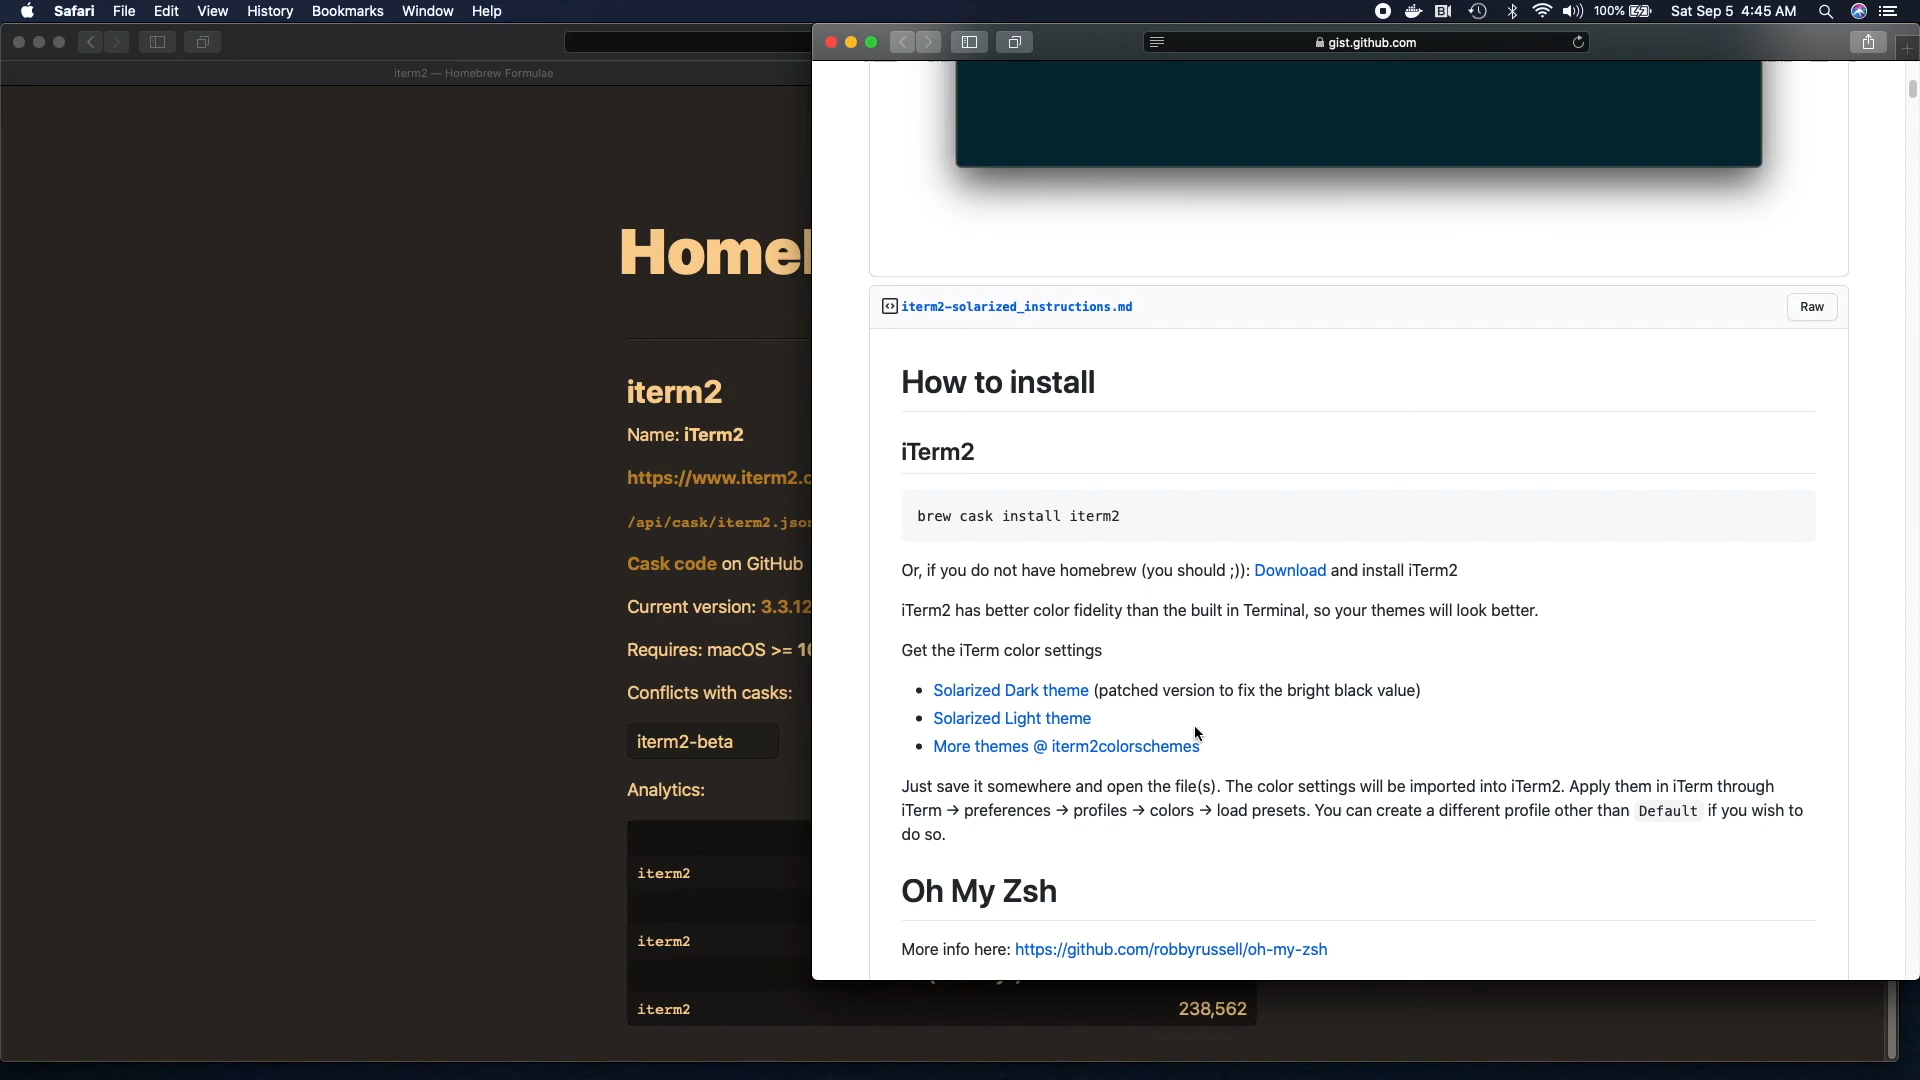 Safari File Edit View History Bookmarks Window Help
100% Sat Sep 5 4:45 AM
iterm2 — Homebrew Formulae
iterm2
Name: iTerm2
https://www.iterm2.
/api/cask/iterm2.json
Cask code on GitHub
Current version: 3.3.12
Requires: macOS >=
Conflicts with casks:
iterm2-beta
Analytics:
iterm2
iterm2
iterm2 238,562
gist.github.com
iterm2-solarized_instructions.md
Raw
How to install
iTerm2
brew cask install iterm2
Or, if you do not have homebrew (you should ;)): Download and install iTerm2
iTerm2 has better color fidelity than the built in Terminal, so your themes will look better.
Get the iTerm color settings
• Solarized Dark theme (patched version to fix the bright black value)
• Solarized Light theme
• More themes @ iterm2colorschemes
Just save it somewhere and open the file(s). The color settings will be imported into iTerm2. Apply them in iTerm through
iTerm → preferences → profiles → colors → load presets. You can create a different profile other than Default if you wish to
do so.
Oh My Zsh
More info here: https://github.com/robbyrussell/oh-my-zsh